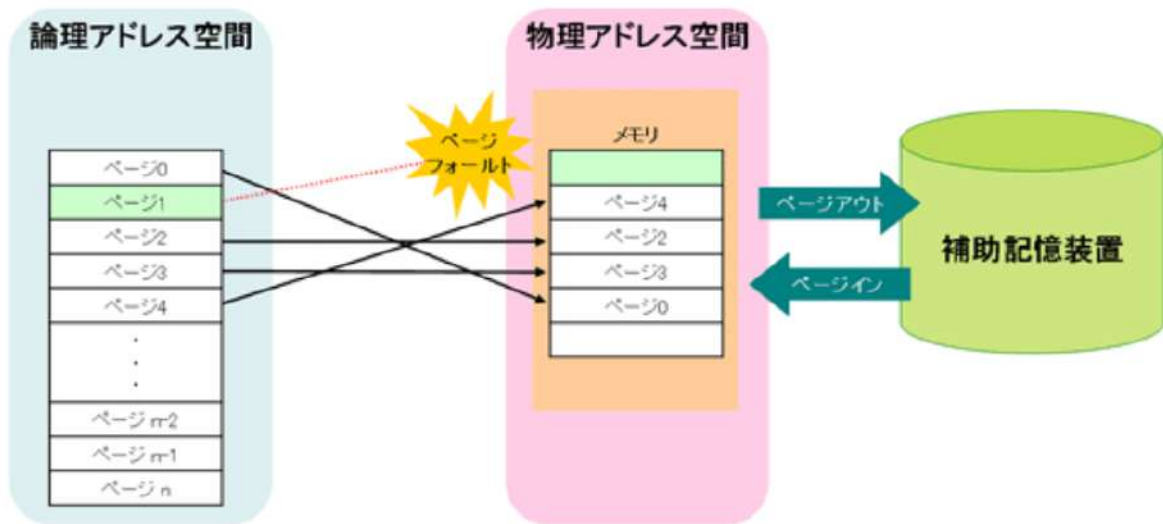 論理アドレス空間
ページ0
ページ1
ページ2
ページ3
ページ4
・
・
・
ページ n-2
ページ n-1
ページ n
ページ
フォールト
物理アドレス空間
メモリ
ページ4
ページ2
ページ3
ページ0
ページアウト
ページイン
補助記憶装置